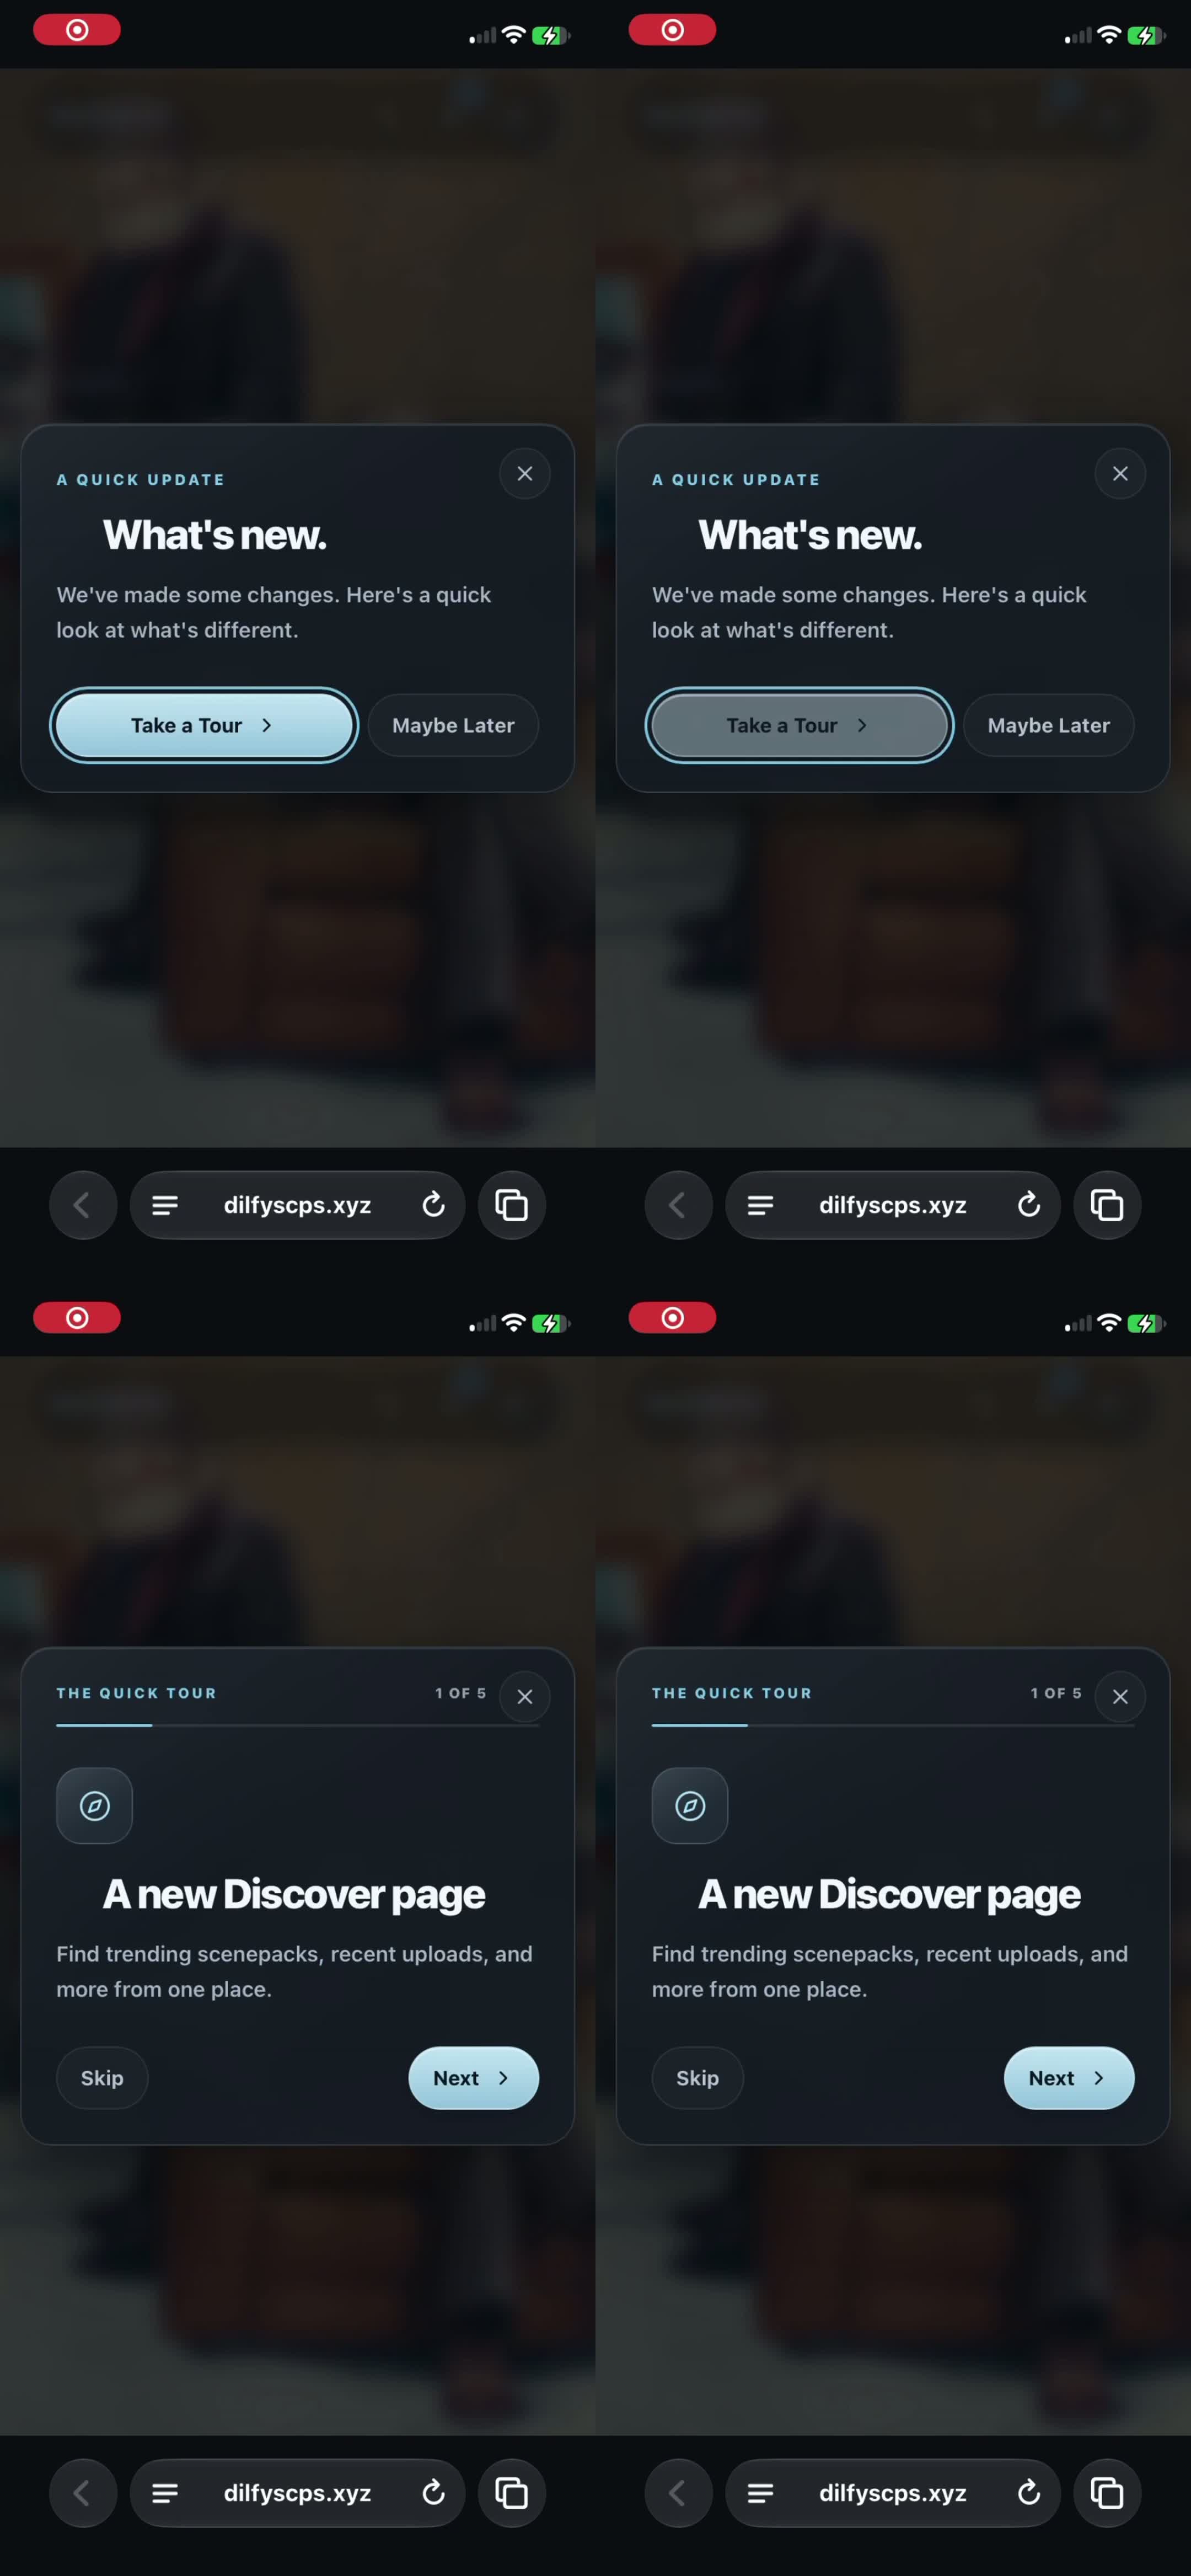 A QUICK UPDATE
What's new.
We've made some changes. Here's a quick
look at what's different.
Take a Tour
Maybe Later
dilfyscps.xyz
A QUICK UPDATE
What's new.
We've made some changes. Here's a quick
look at what's different.
Take a Tour
Maybe Later
dilfyscps.xyz
THE QUICK TOUR
1 OF 5
A new Discover page
Find trending scenepacks, recent uploads, and
more from one place.
Skip
Next
dilfyscps.xyz
THE QUICK TOUR
1 OF 5
A new Discover page
Find trending scenepacks, recent uploads, and
more from one place.
Skip
Next
dilfyscps.xyz